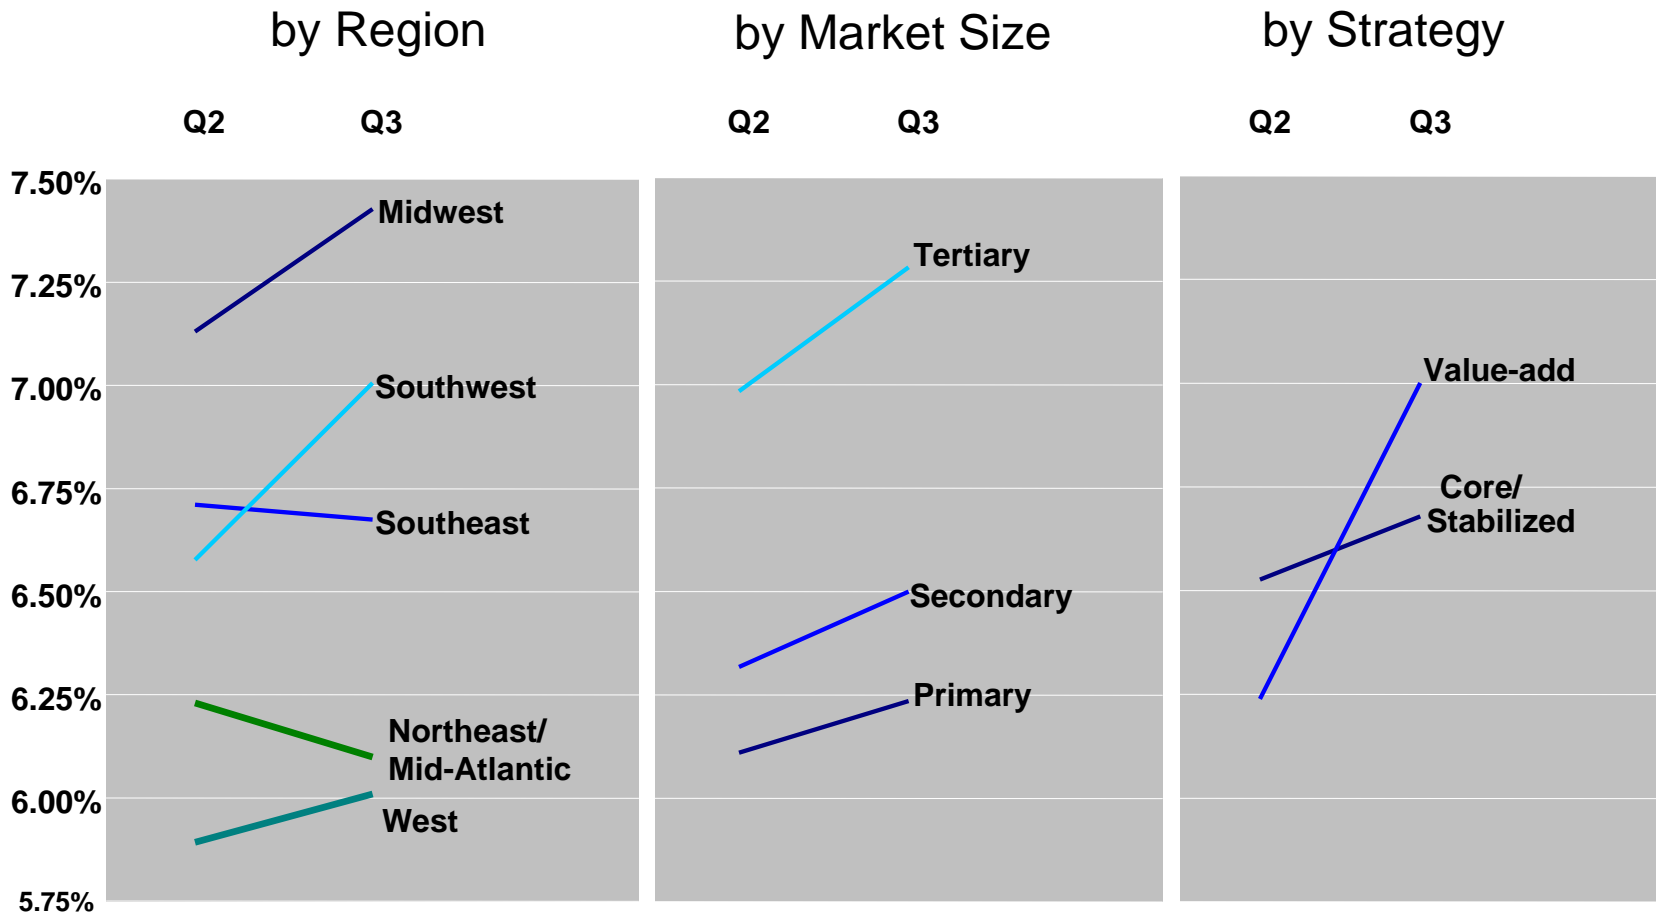 by Region
by Market Size
by Strategy
Q2
Q3
Q2
Q3
Q2
Q3
7.50%
7.25%
7.00%
6.75%
6.50%
6.25%
6.00%
5.75%
Midwest
Southwest
Southeast
Northeast/
Mid-Atlantic
West
Tertiary
Secondary
Primary
Value-add
Core/
Stabilized